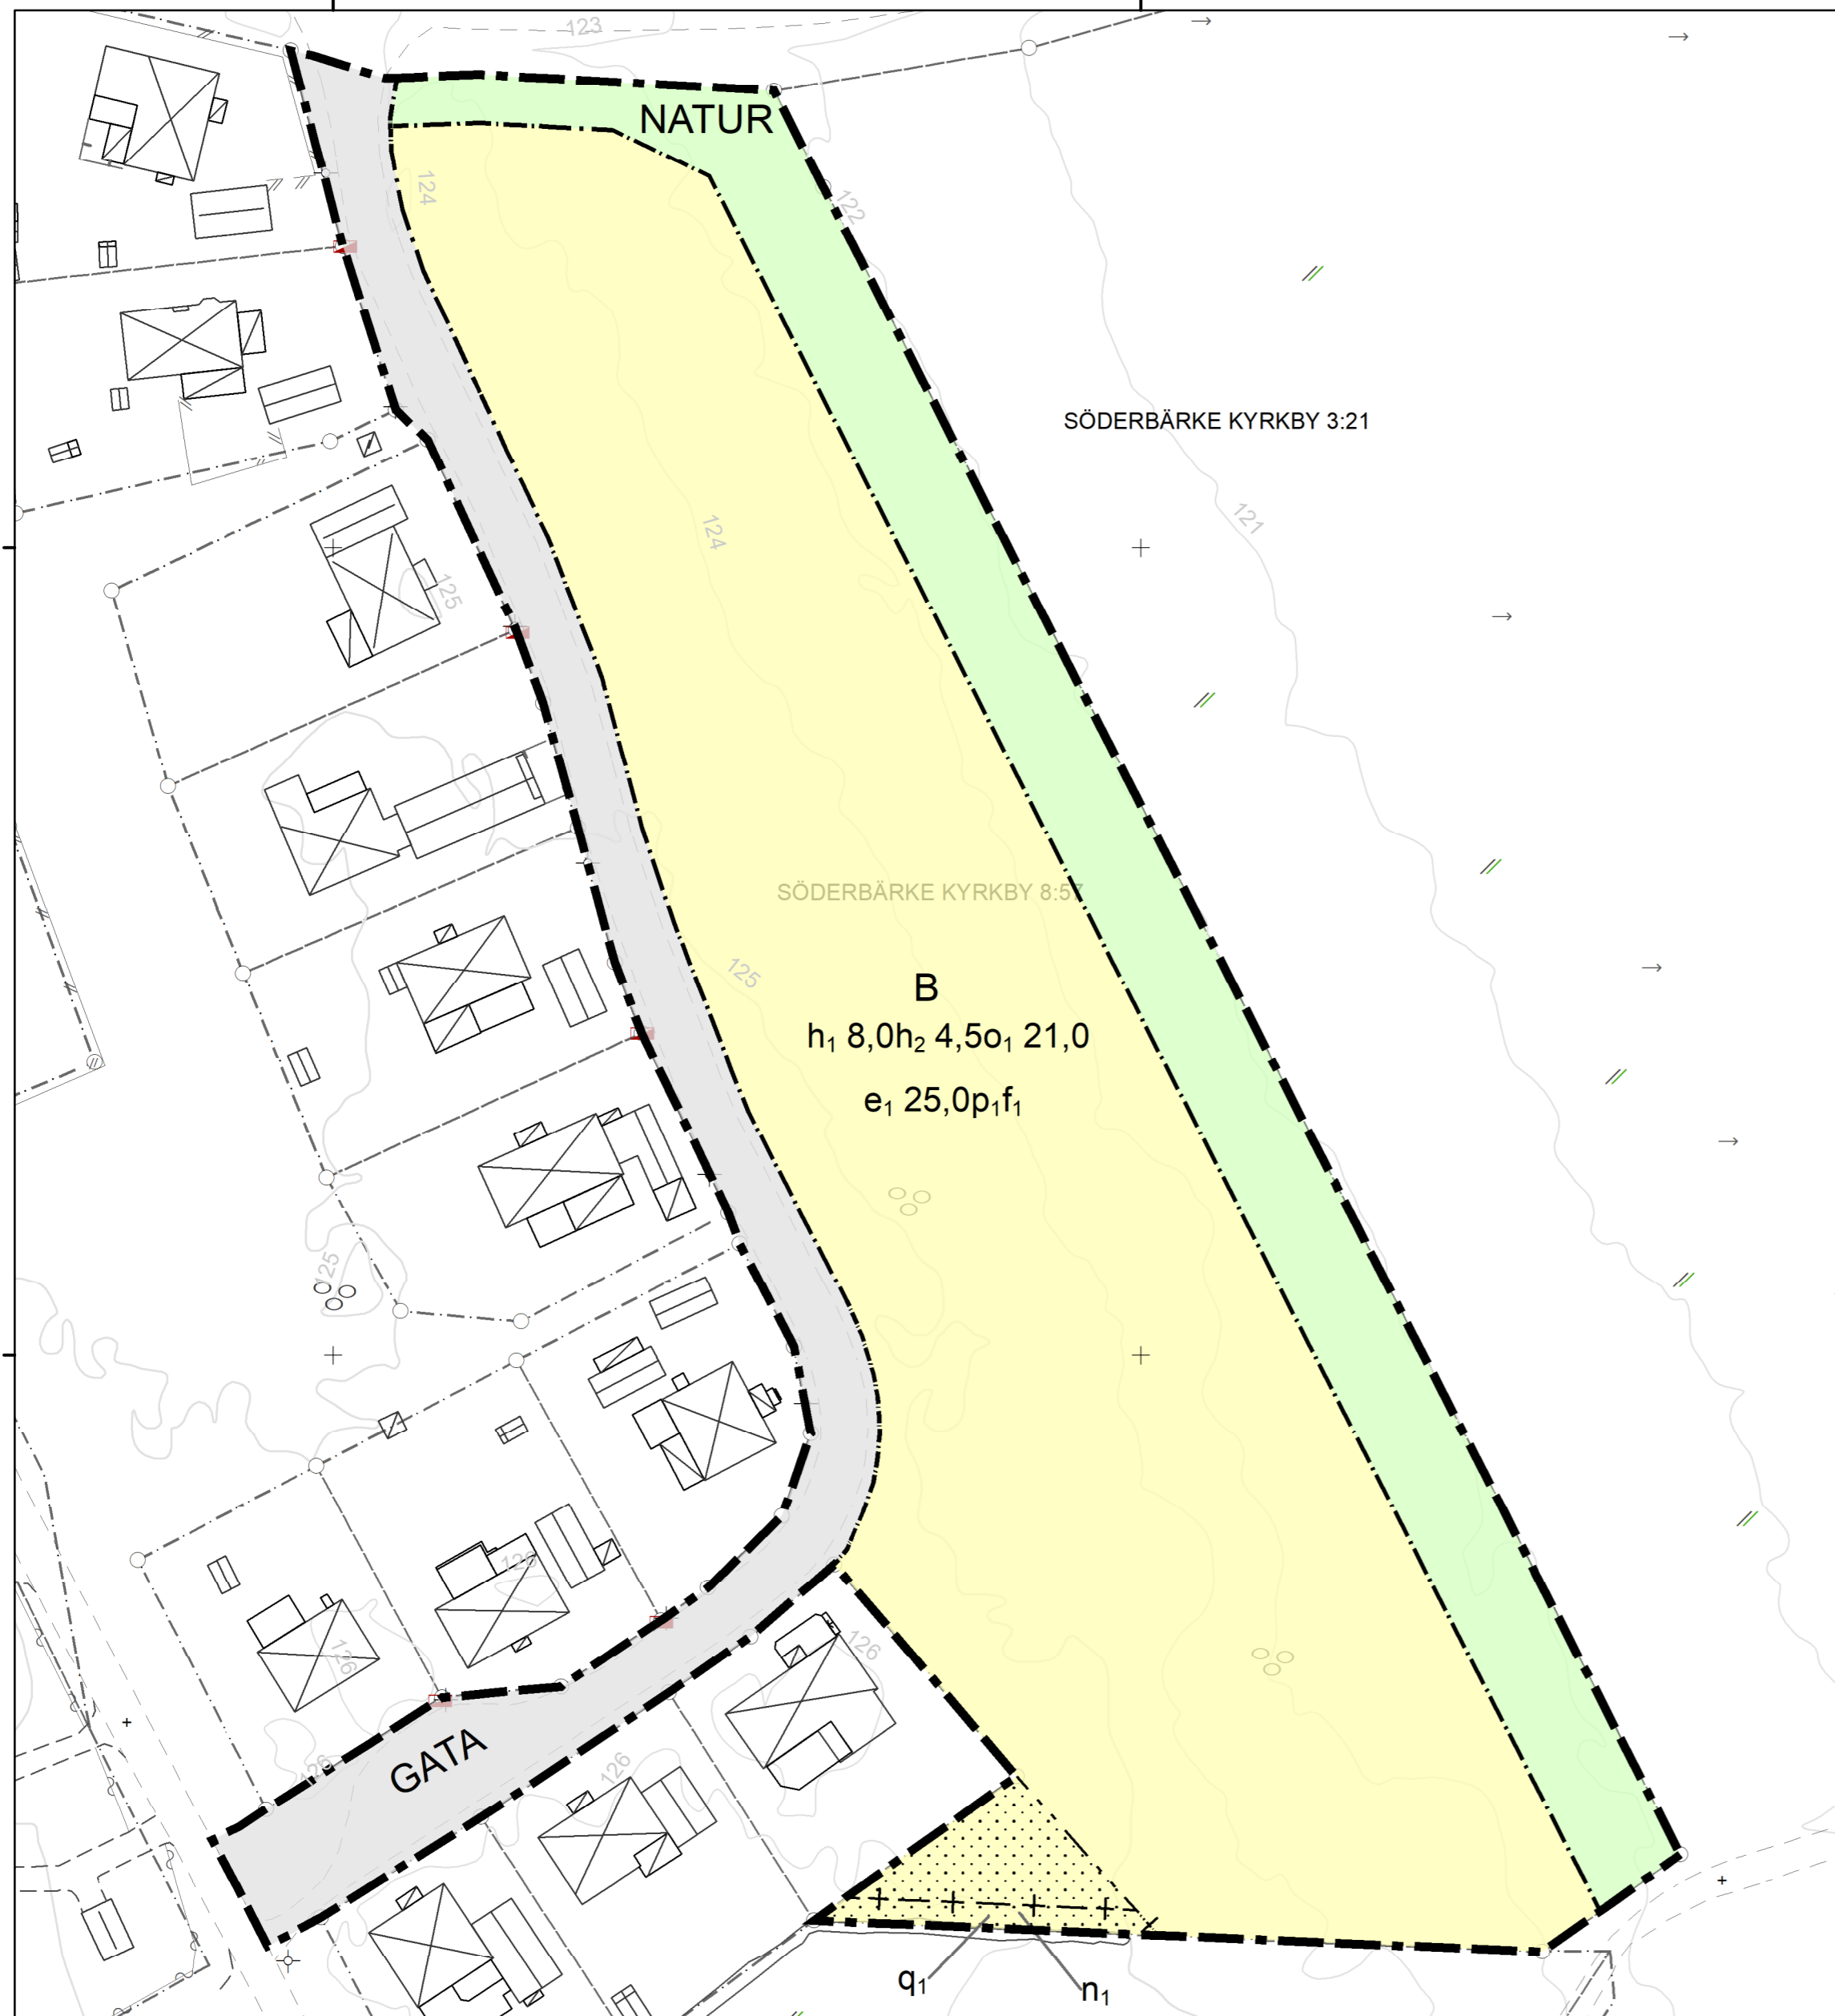 123
NATUR
124
122
SÖDERBÄRKE KYRKBY 3:21
121
124
125
SÖDERBÄRKE KYRKBY 8:57
125
B
h₁ 8,0h₂ 4,5o₁ 21,0
e₁ 25,0p₁f₁
125
126
126
126
GATA
126
126
q₁
n₁